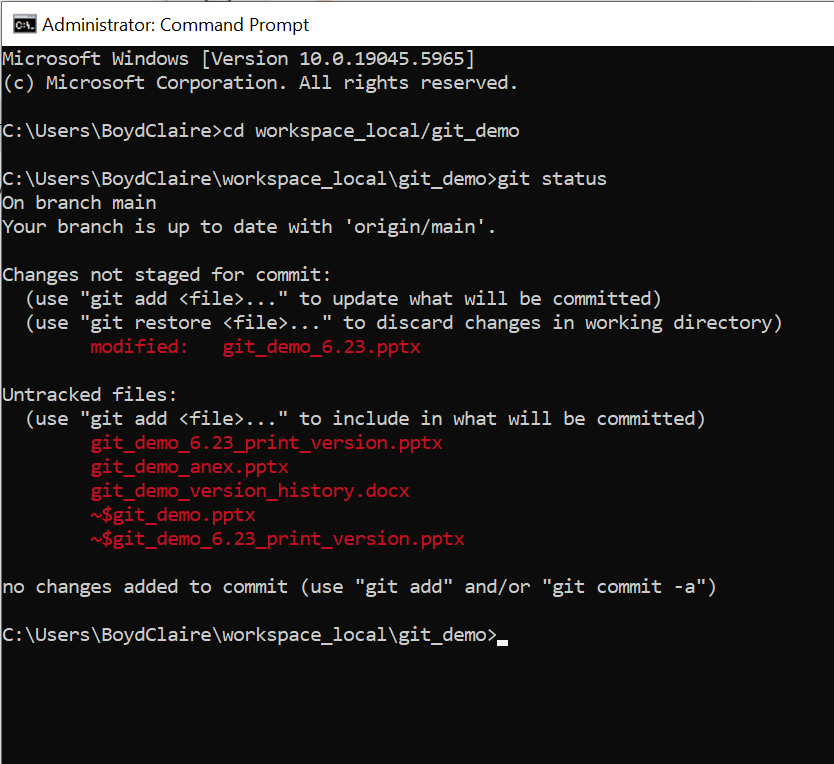 Administrator: Command Prompt
Microsoft Windows [Version 10.0.19045.5965]
(c) Microsoft Corporation. All rights reserved.
C:\Users\BoydClaire>cd workspace_local/git_demo
C:\Users\BoydClaire\workspace_local\git_demo>git status
On branch main
Your branch is up to date with 'origin/main'.
Changes not staged for commit:
  (use "git add <file>..." to update what will be committed)
  (use "git restore <file>..." to discard changes in working directory)
        modified:   git_demo_6.23.pptx
Untracked files:
  (use "git add <file>..." to include in what will be committed)
        git_demo_6.23_print_version.pptx
        git_demo_anex.pptx
        git_demo_version_history.docx
        ~$git_demo.pptx
        ~$git_demo_6.23_print_version.pptx
no changes added to commit (use "git add" and/or "git commit -a")
C:\Users\BoydClaire\workspace_local\git_demo>